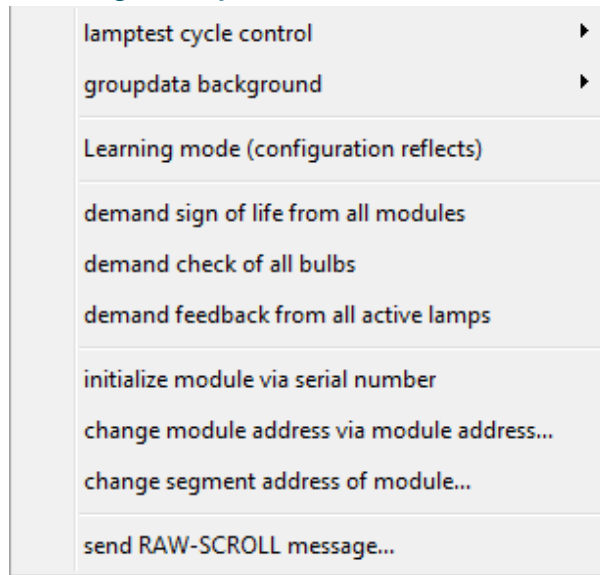 lamptest cycle control
groupdata background
Learning mode (configuration reflects)
demand sign of life from all modules
demand check of all bulbs
demand feedback from all active lamps
initialize module via serial number
change module address via module address...
change segment address of module...
send RAW-SCROLL message...